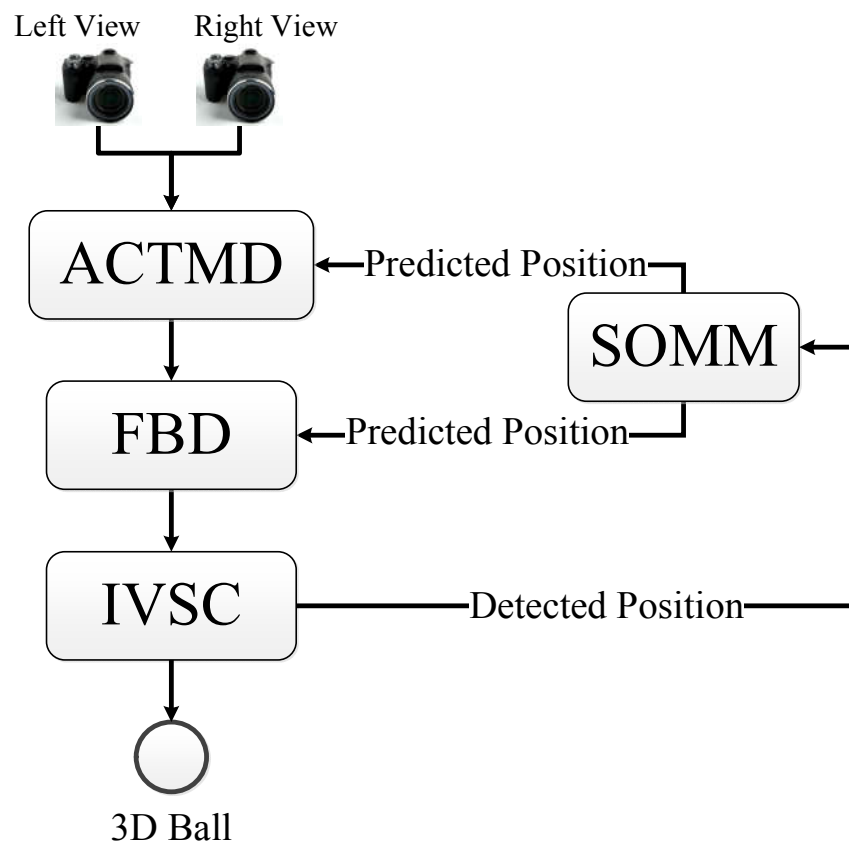 Left View
Right View
ACTMD
Predicted Position
SOMM
FBD
Predicted Position
IVSC
Detected Position
3D Ball